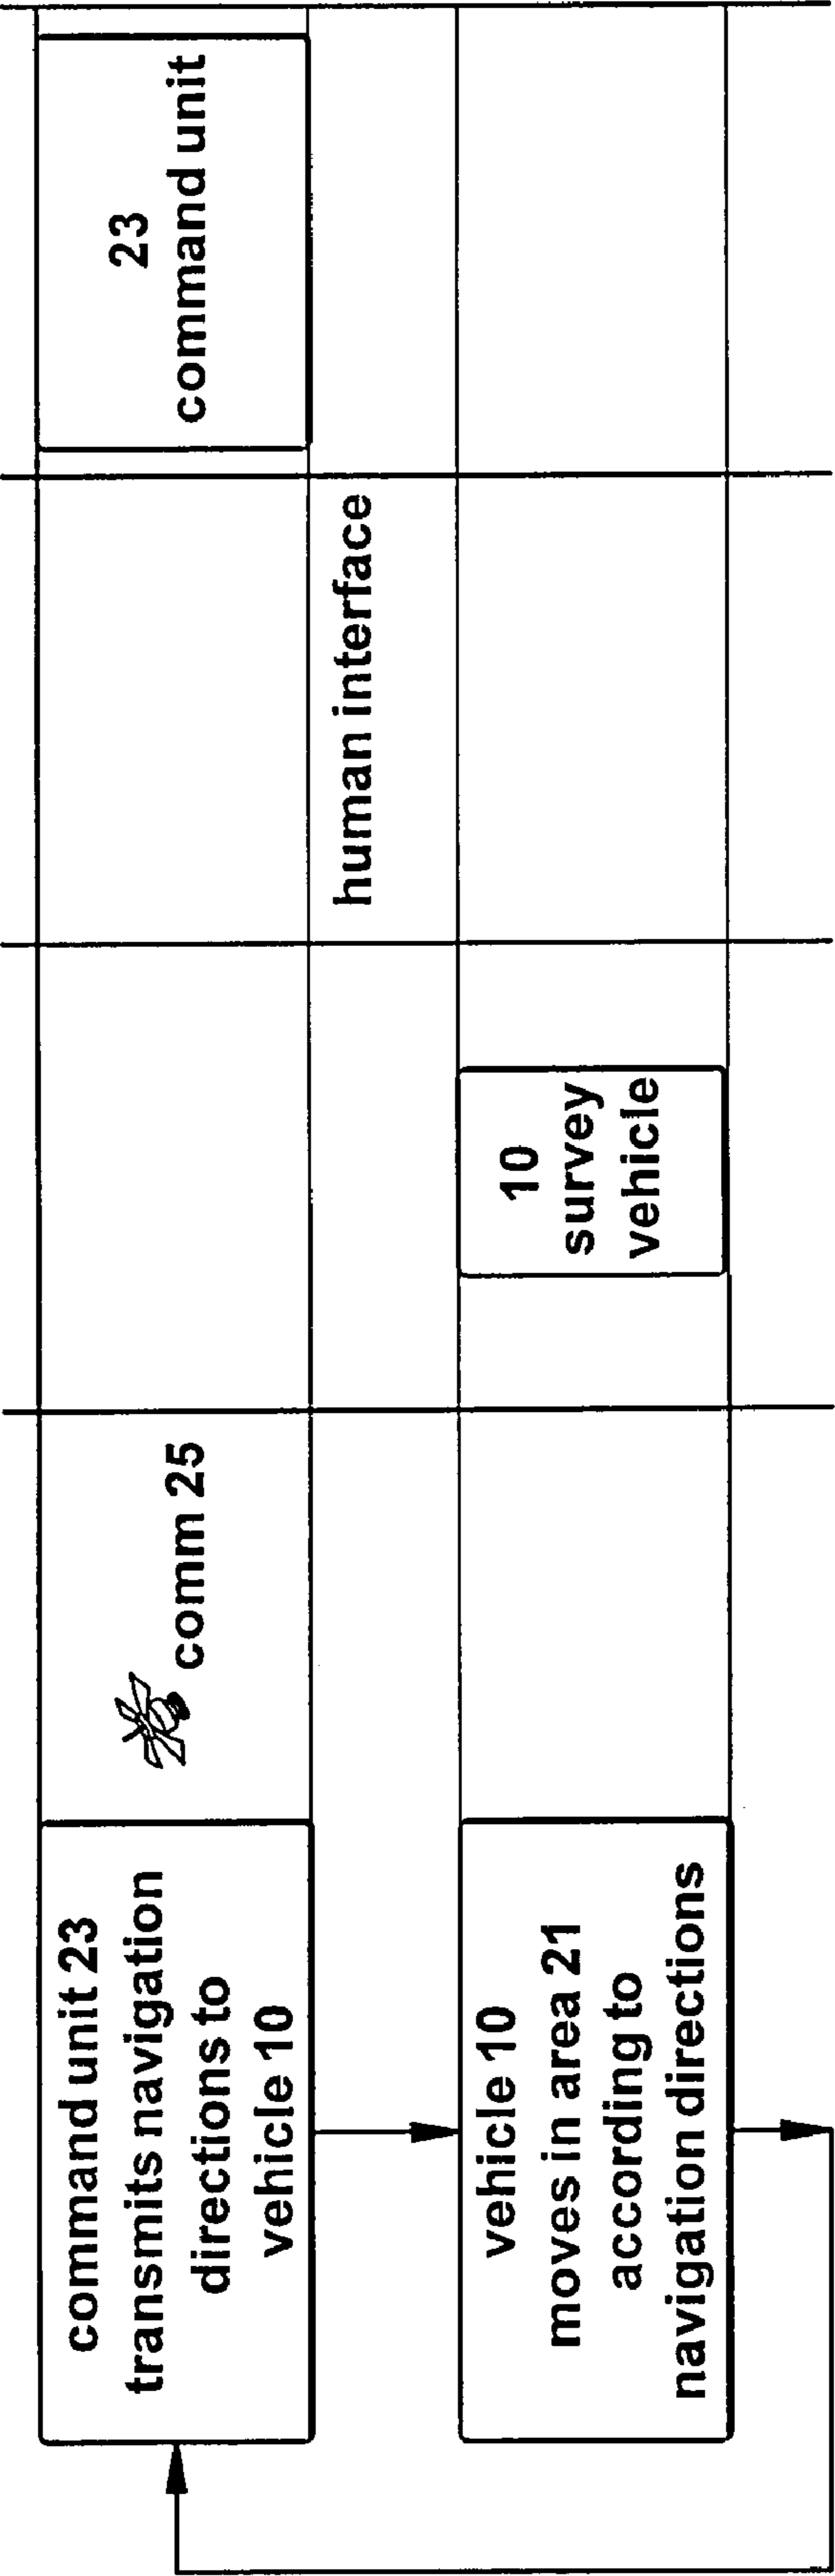 command unit 23
transmits navigation
directions to
vehicle 10
comm 25
23
command unit
human interface
vehicle 10
moves in area 21
according to
navigation directions
10
survey
vehicle